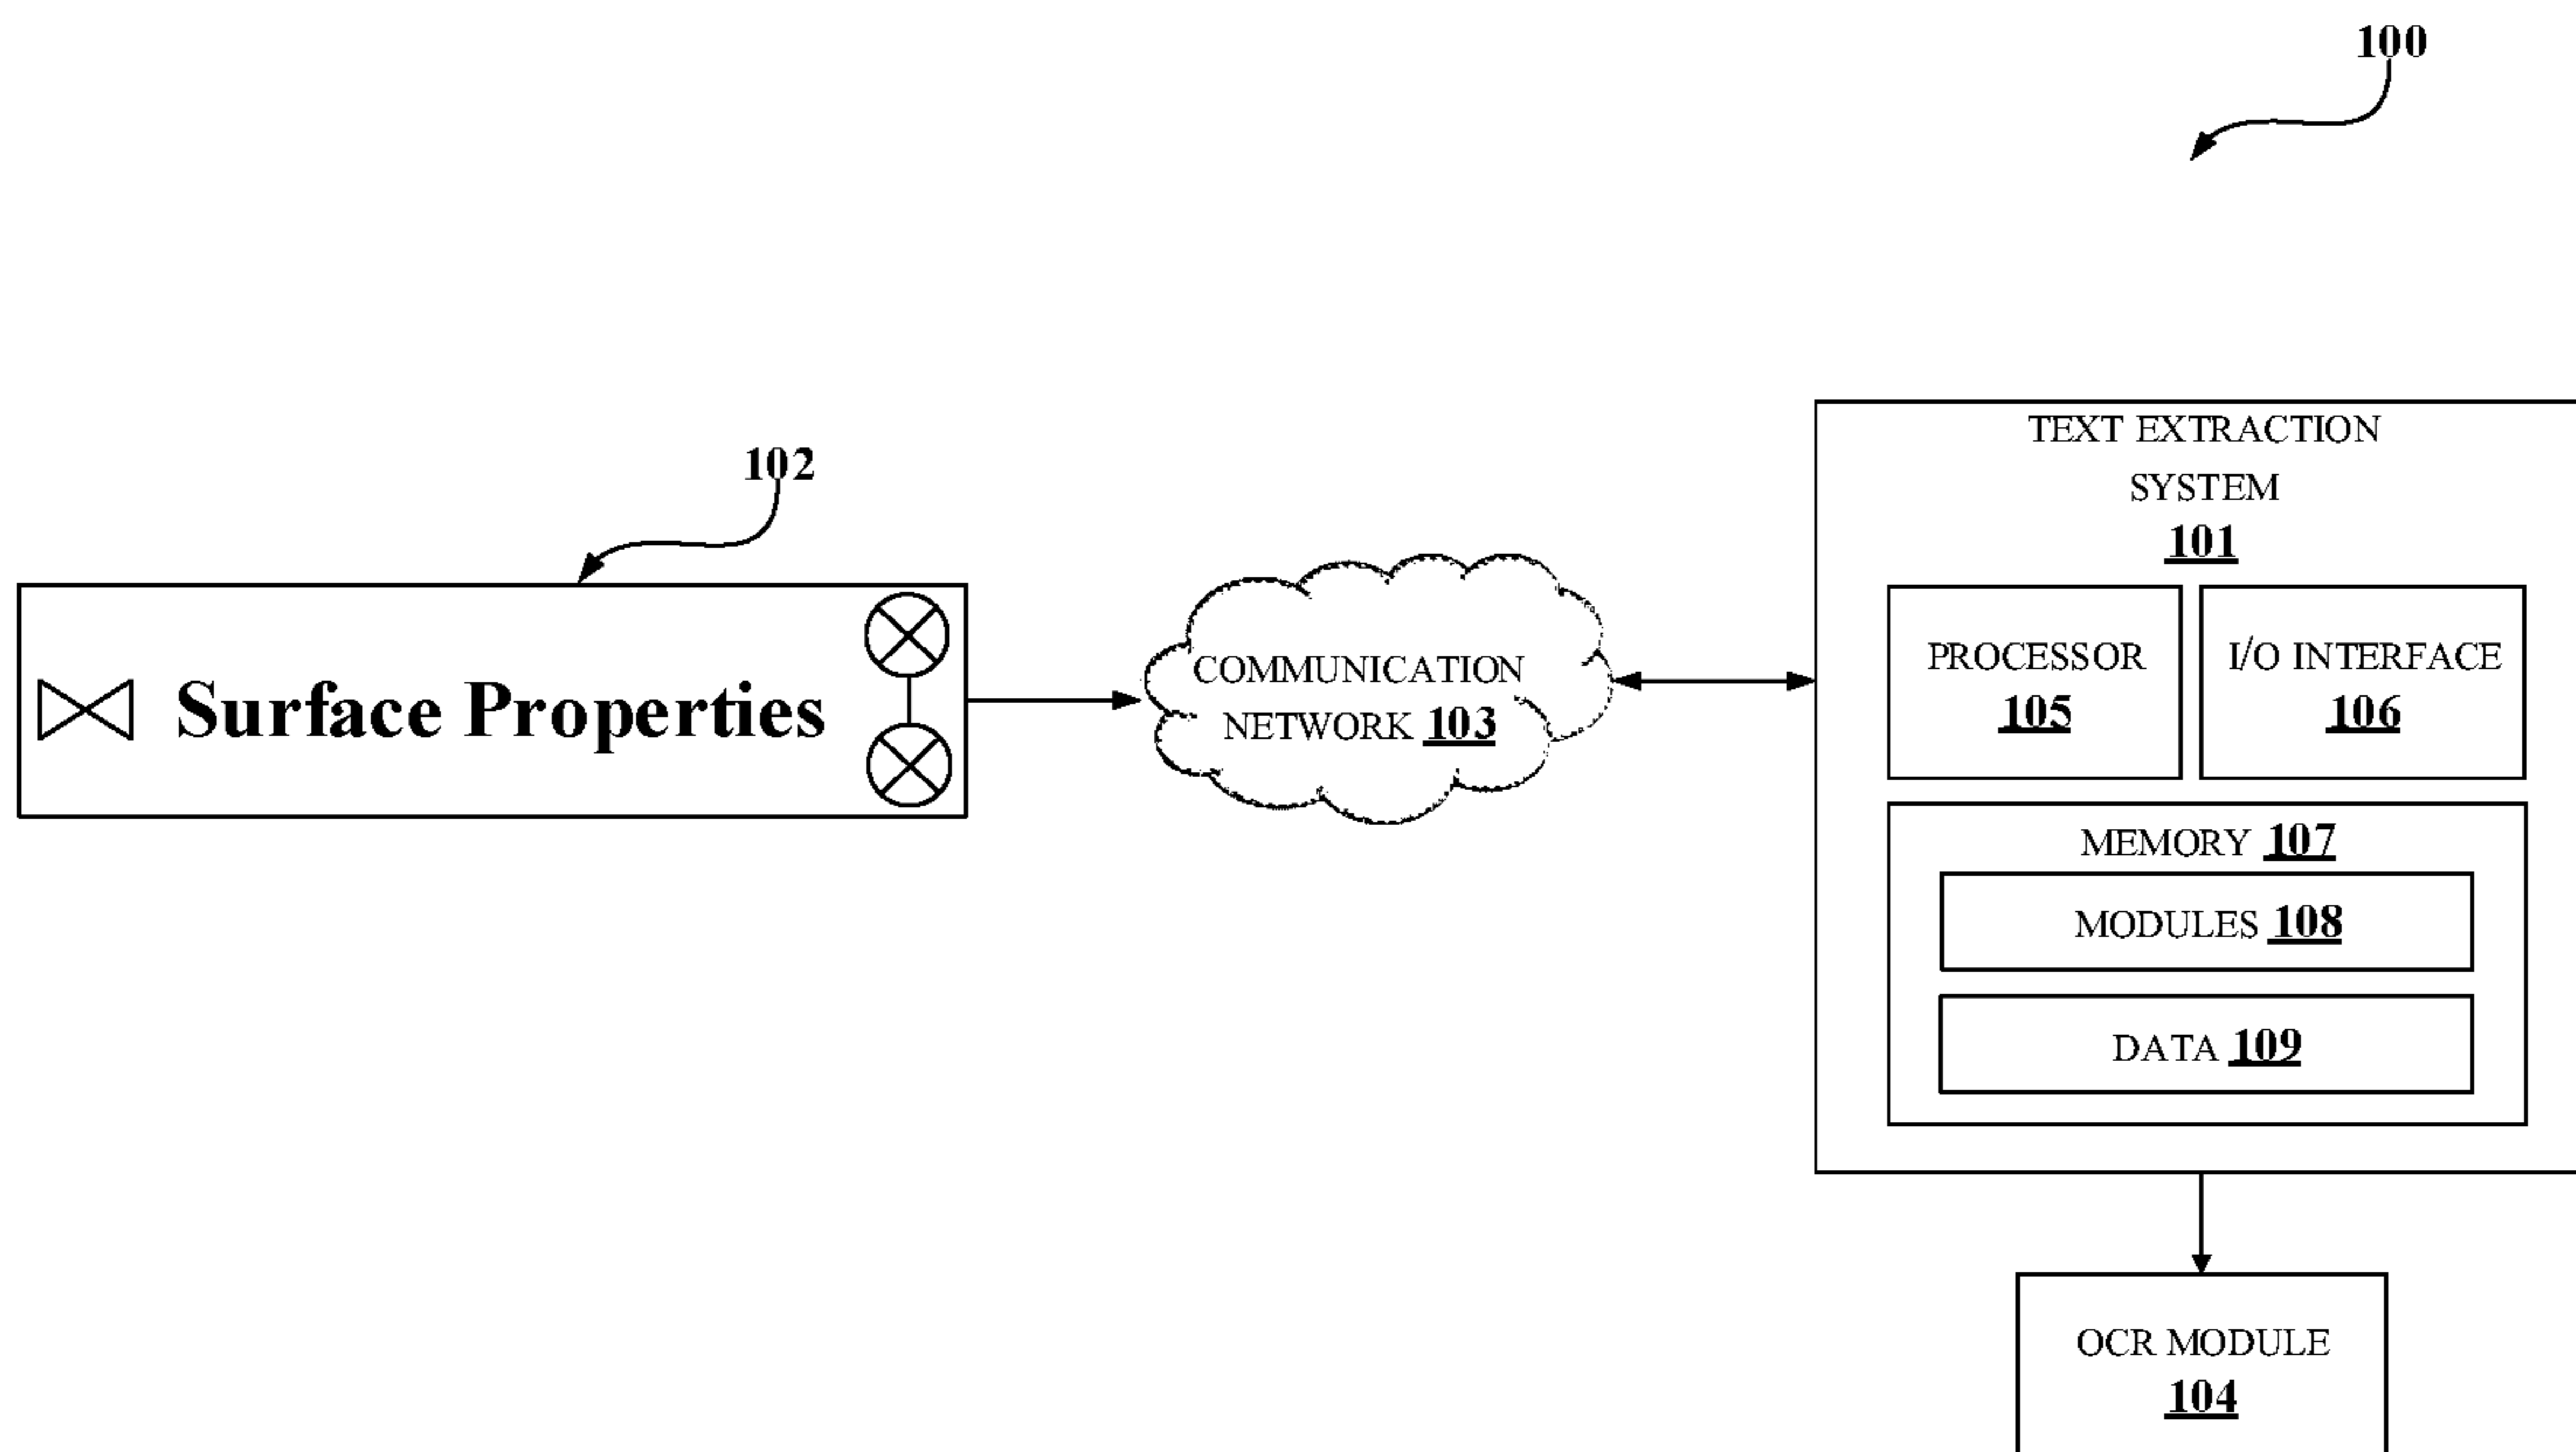 100
102
Surface Properties
COMMUNICATION
NETWORK 103
TEXT EXTRACTION
SYSTEM
101
PROCESSOR
105
I/O INTERFACE
106
MEMORY 107
MODULES 108
DATA 109
OCR MODULE
104